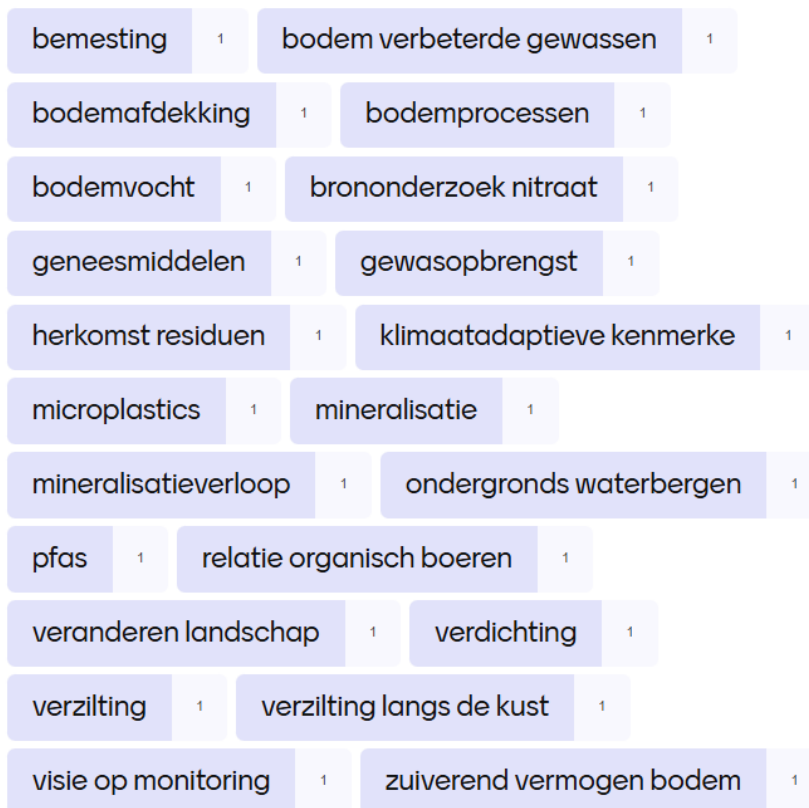 bemesting 1 bodem verbeterde gewassen 1
bodemafdekking 1 bodemprocessen 1
bodemvocht 1 brononderzoek nitraat 1
geneesmiddelen 1 gewasopbrengst 1
herkomst residuen 1 klimaatadaptieve kenmerke 1
microplastics 1 mineralisatie 1
mineralisatieverloop 1 ondergronds waterbergen 1
pfas 1 relatie organisch boeren 1
veranderen landschap 1 verdichting 1
verzilting 1 verzilting langs de kust 1
visie op monitoring 1 zuiverend vermogen bodem 1